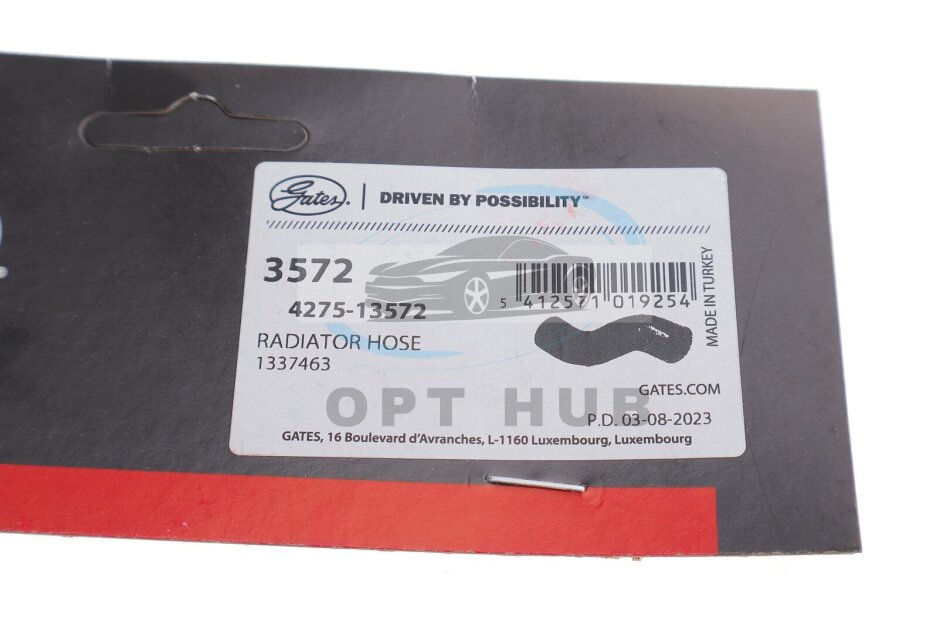 Gates. | DRIVEN BY POSSIBILITY™
3572
4275-13572
5 412571 019254
MADE IN TURKEY
RADIATOR HOSE
1337463
GATES.COM
OPT HUB
P.D. 03-08-2023
GATES, 16 Boulevard d'Avranches, L-1160 Luxembourg, Luxembourg
®